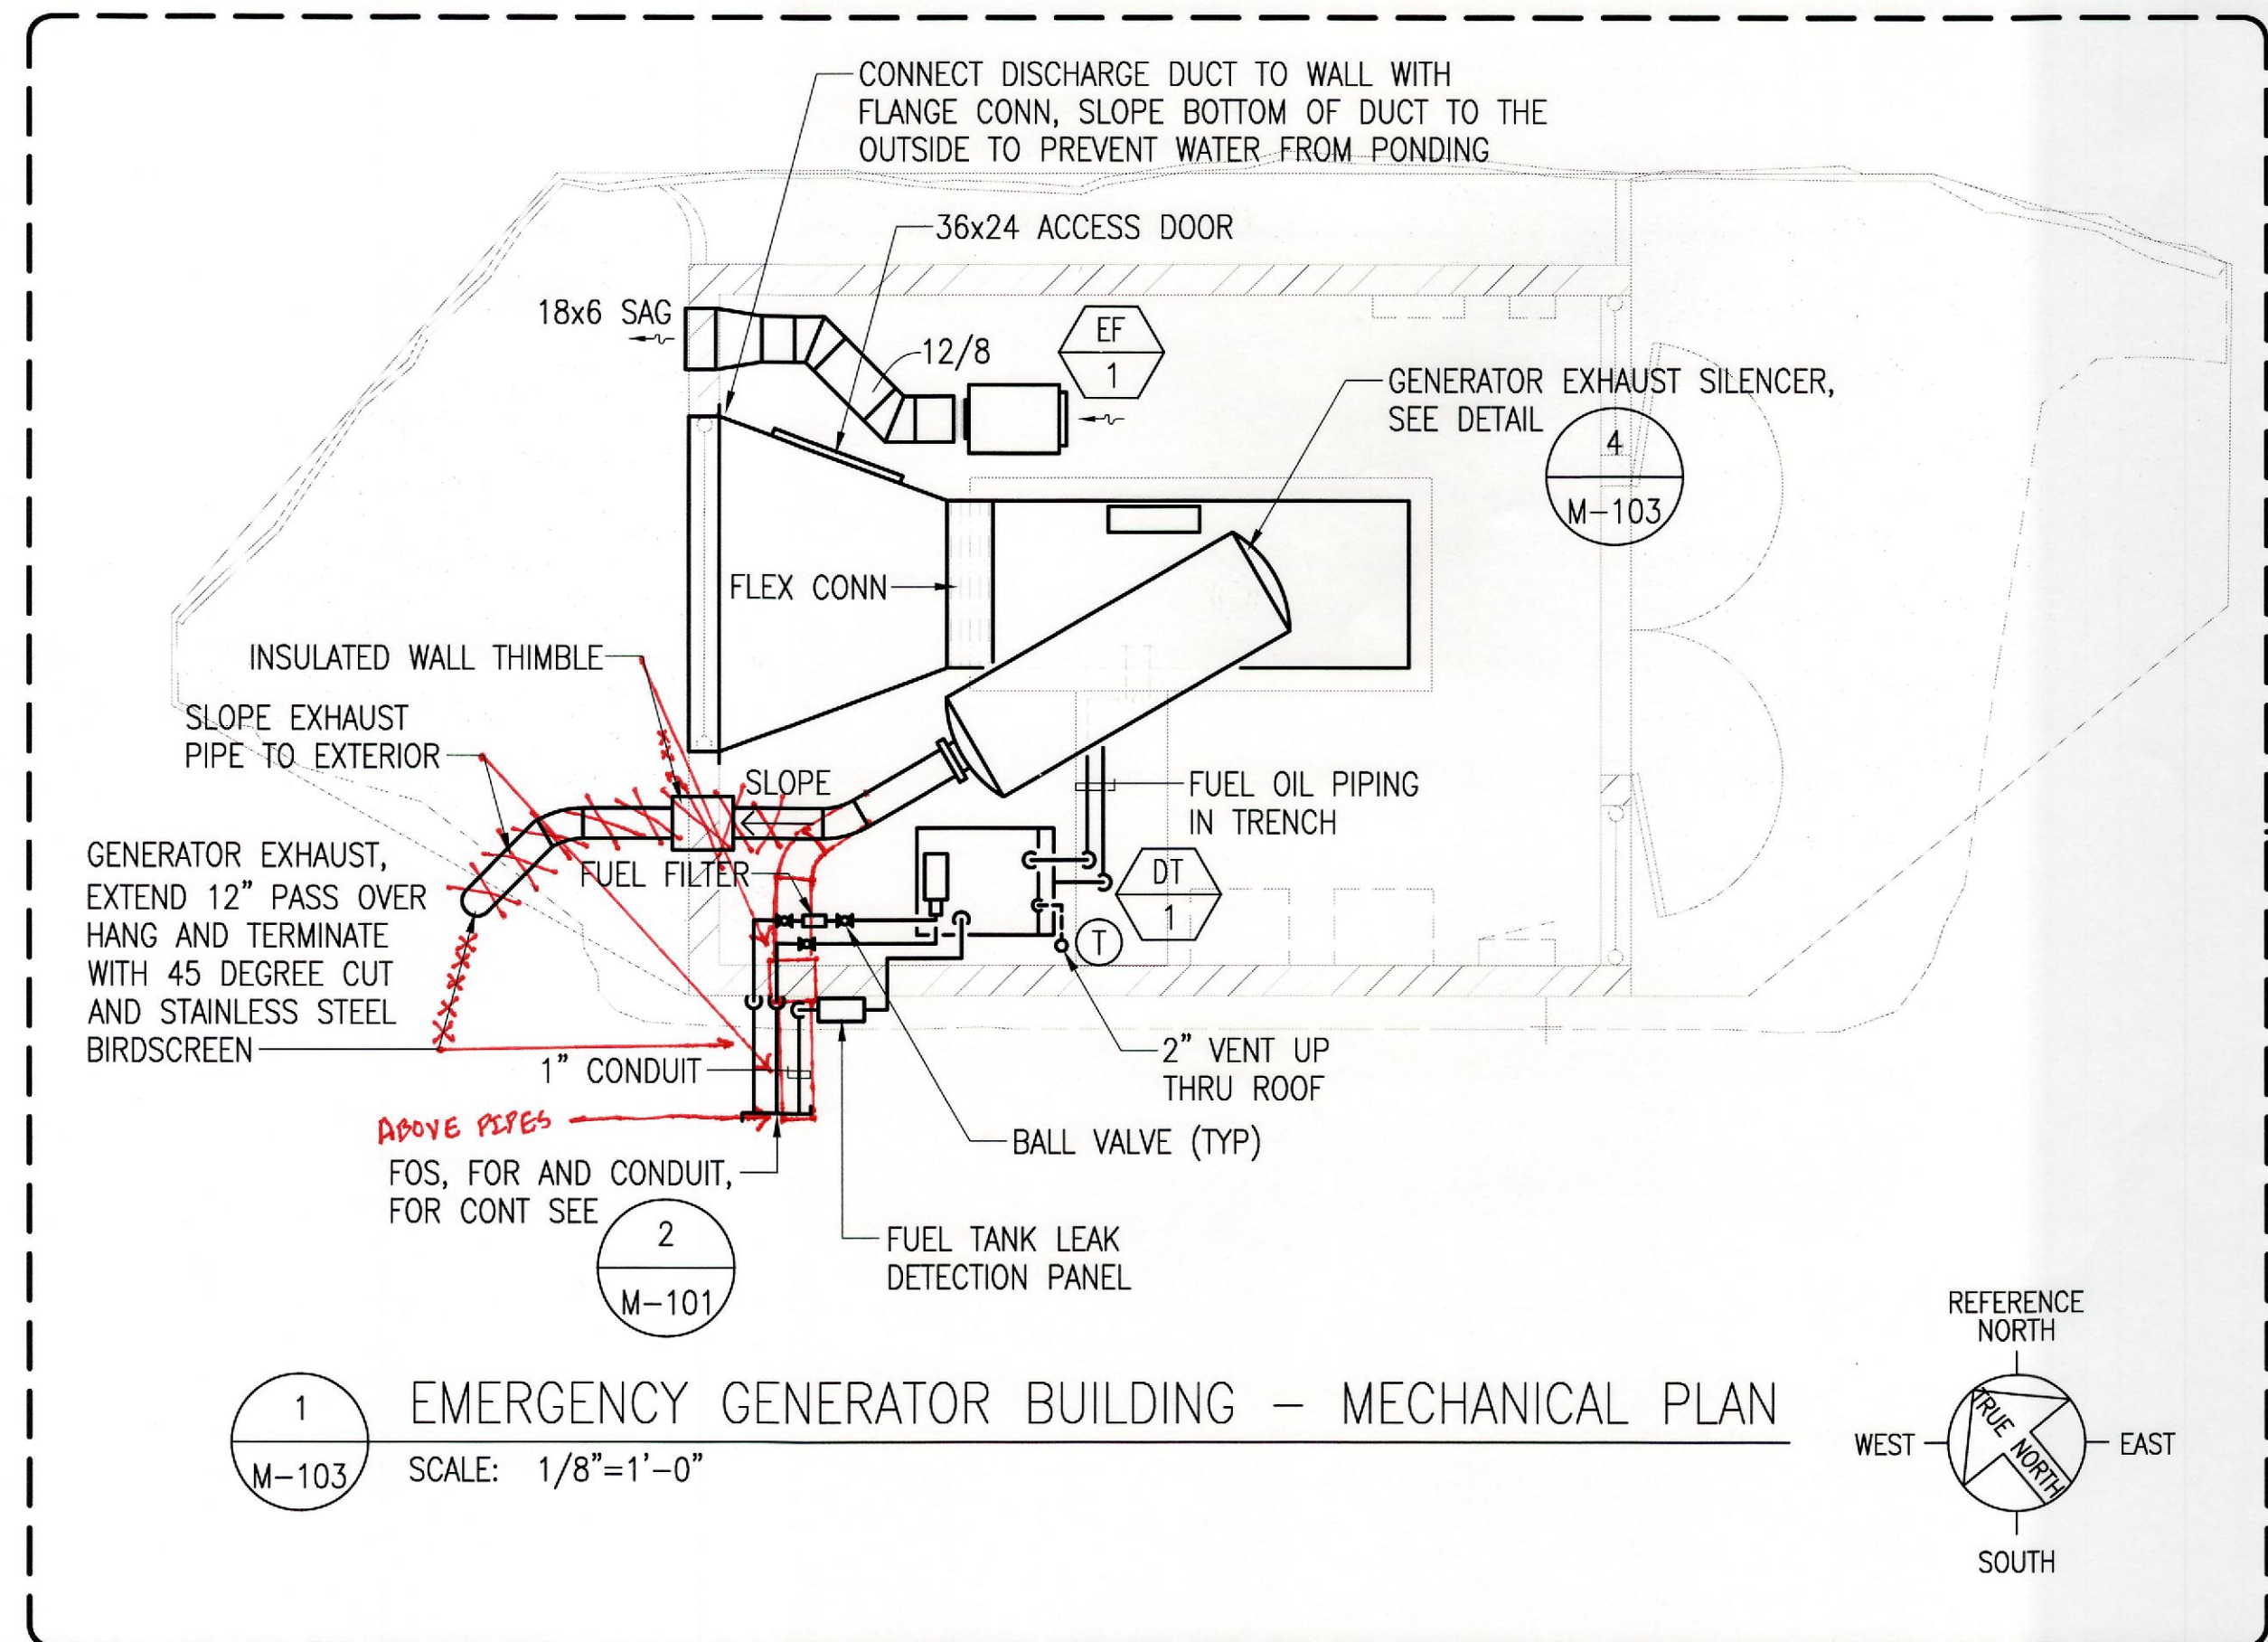 CONNECT DISCHARGE DUCT TO WALL WITH
FLANGE CONN, SLOPE BOTTOM OF DUCT TO THE
OUTSIDE TO PREVENT WATER FROM PONDING
36x24 ACCESS DOOR
18x6 SAG
12/8
EF
1
GENERATOR EXHAUST SILENCER,
SEE DETAIL
4
M-103
FLEX CONN
INSULATED WALL THIMBLE
SLOPE EXHAUST
PIPE TO EXTERIOR
SLOPE
FUEL OIL PIPING
IN TRENCH
GENERATOR EXHAUST,
EXTEND 12" PASS OVER
HANG AND TERMINATE
WITH 45 DEGREE CUT
AND STAINLESS STEEL
BIRDSCREEN
FUEL FILTER
DT
1
T
1" CONDUIT
2" VENT UP
THRU ROOF
ABOVE PIPES
BALL VALVE (TYP)
FOS, FOR AND CONDUIT,
FOR CONT SEE
2
M-101
FUEL TANK LEAK
DETECTION PANEL
1
M-103
EMERGENCY GENERATOR BUILDING - MECHANICAL PLAN
SCALE: 1/8"=1'-0"
REFERENCE
NORTH
WEST
TRUE NORTH
EAST
SOUTH